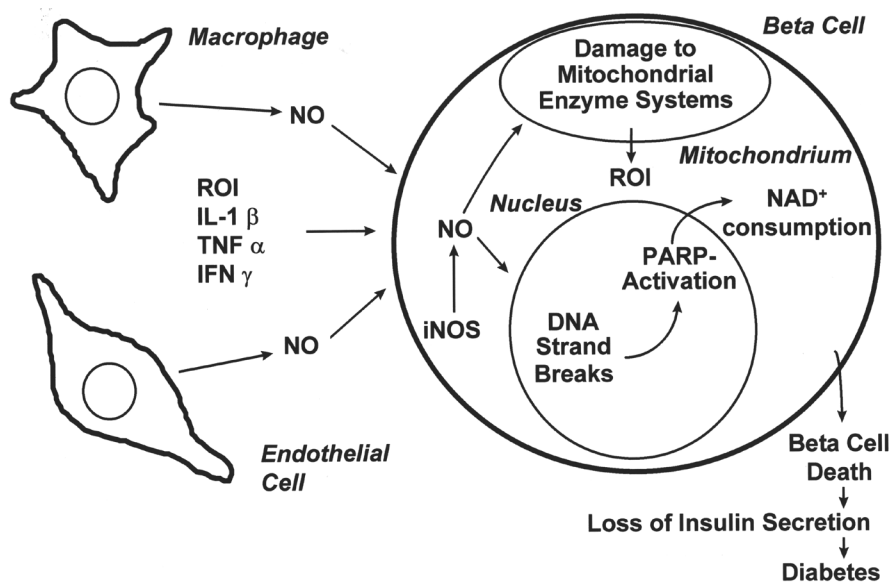 Macrophage
NO
ROI
IL-1 β
TNF α
IFN γ
NO
Endothelial
Cell
Beta Cell
Damage to
Mitochondrial
Enzyme Systems
Mitochondrium
ROI
Nucleus
NO
iNOS
NAD⁺
consumption
PARP-
Activation
DNA
Strand
Breaks
Beta Cell
Death
Loss of Insulin Secretion
Diabetes